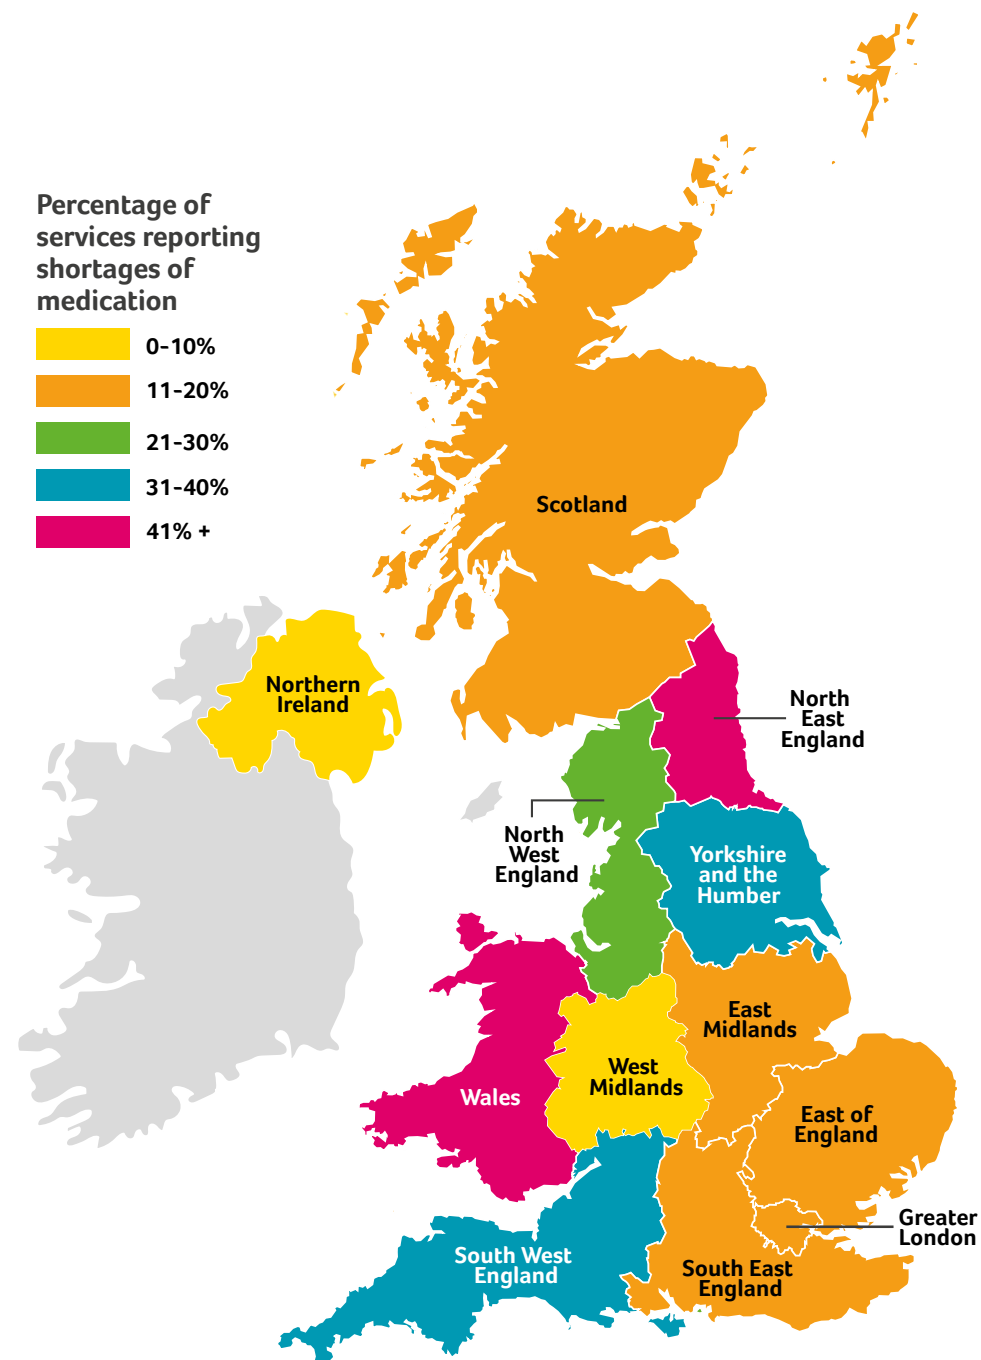 Percentage of
services reporting
shortages of
medication
0-10%
11-20%
21-30%
31-40%
41% +
Scotland
Northern
Ireland
North
East
England
North
West
England
Yorkshire
and the
Humber
East
Midlands
West
Midlands
Wales
East of
England
Greater
London
South West
England
South East
England